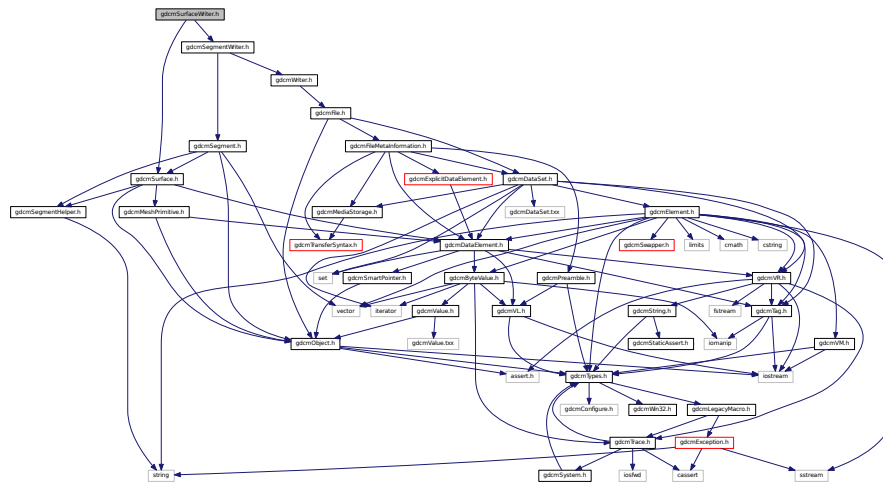 gdcmSurfaceWriter.h
gdcmSegmentWriter.h
gdcmWriter.h
gdcmFile.h
gdcmSegment.h
gdcmFileMetaInformation.h
gdcmSurface.h
gdcmExplicitDataElement.h
gdcmDataSet.h
gdcmSegmentHelper.h
gdcmMeshPrimitive.h
gdcmMediaStorage.h
gdcmDataSet.txx
gdcmElement.h
gdcmTransferSyntax.h
gdcmDataElement.h
gdcmSwapper.h
limits
cmath
cstring
set
gdcmSmartPointer.h
gdcmByteValue.h
gdcmPreamble.h
gdcmVR.h
vector
iterator
gdcmValue.h
gdcmVL.h
gdcmString.h
fstream
gdcmTag.h
gdcmObject.h
gdcmValue.txx
gdcmStaticAssert.h
iomanip
gdcmVM.h
assert.h
gdcmTypes.h
iostream
gdcmConfigure.h
gdcmWin32.h
gdcmLegacyMacro.h
gdcmTrace.h
gdcmException.h
string
gdcmSystem.h
iosfwd
cassert
sstream